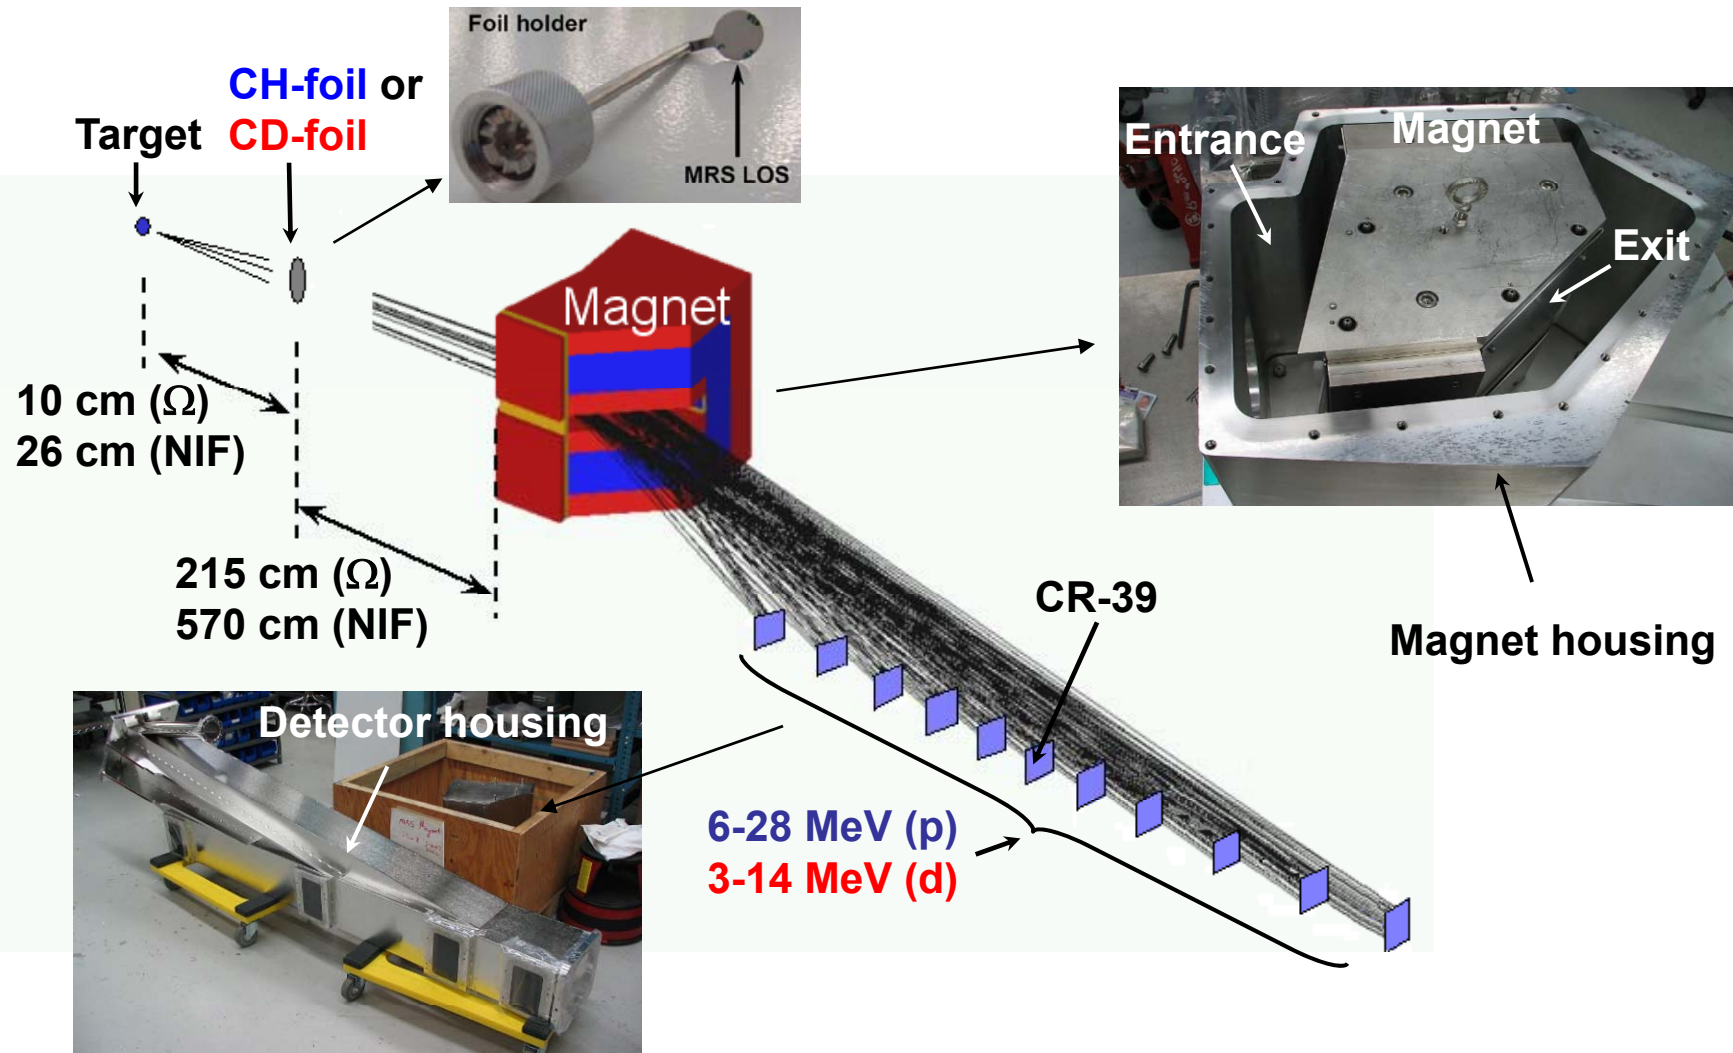 Foil holder
MRS LOS
CH-foil or
Target CD-foil
Entrance
Magnet
Exit
Magnet
10 cm (Ω)
26 cm (NIF)
215 cm (Ω)
570 cm (NIF)
CR-39
Magnet housing
Detector housing
6-28 MeV (p)
3-14 MeV (d)